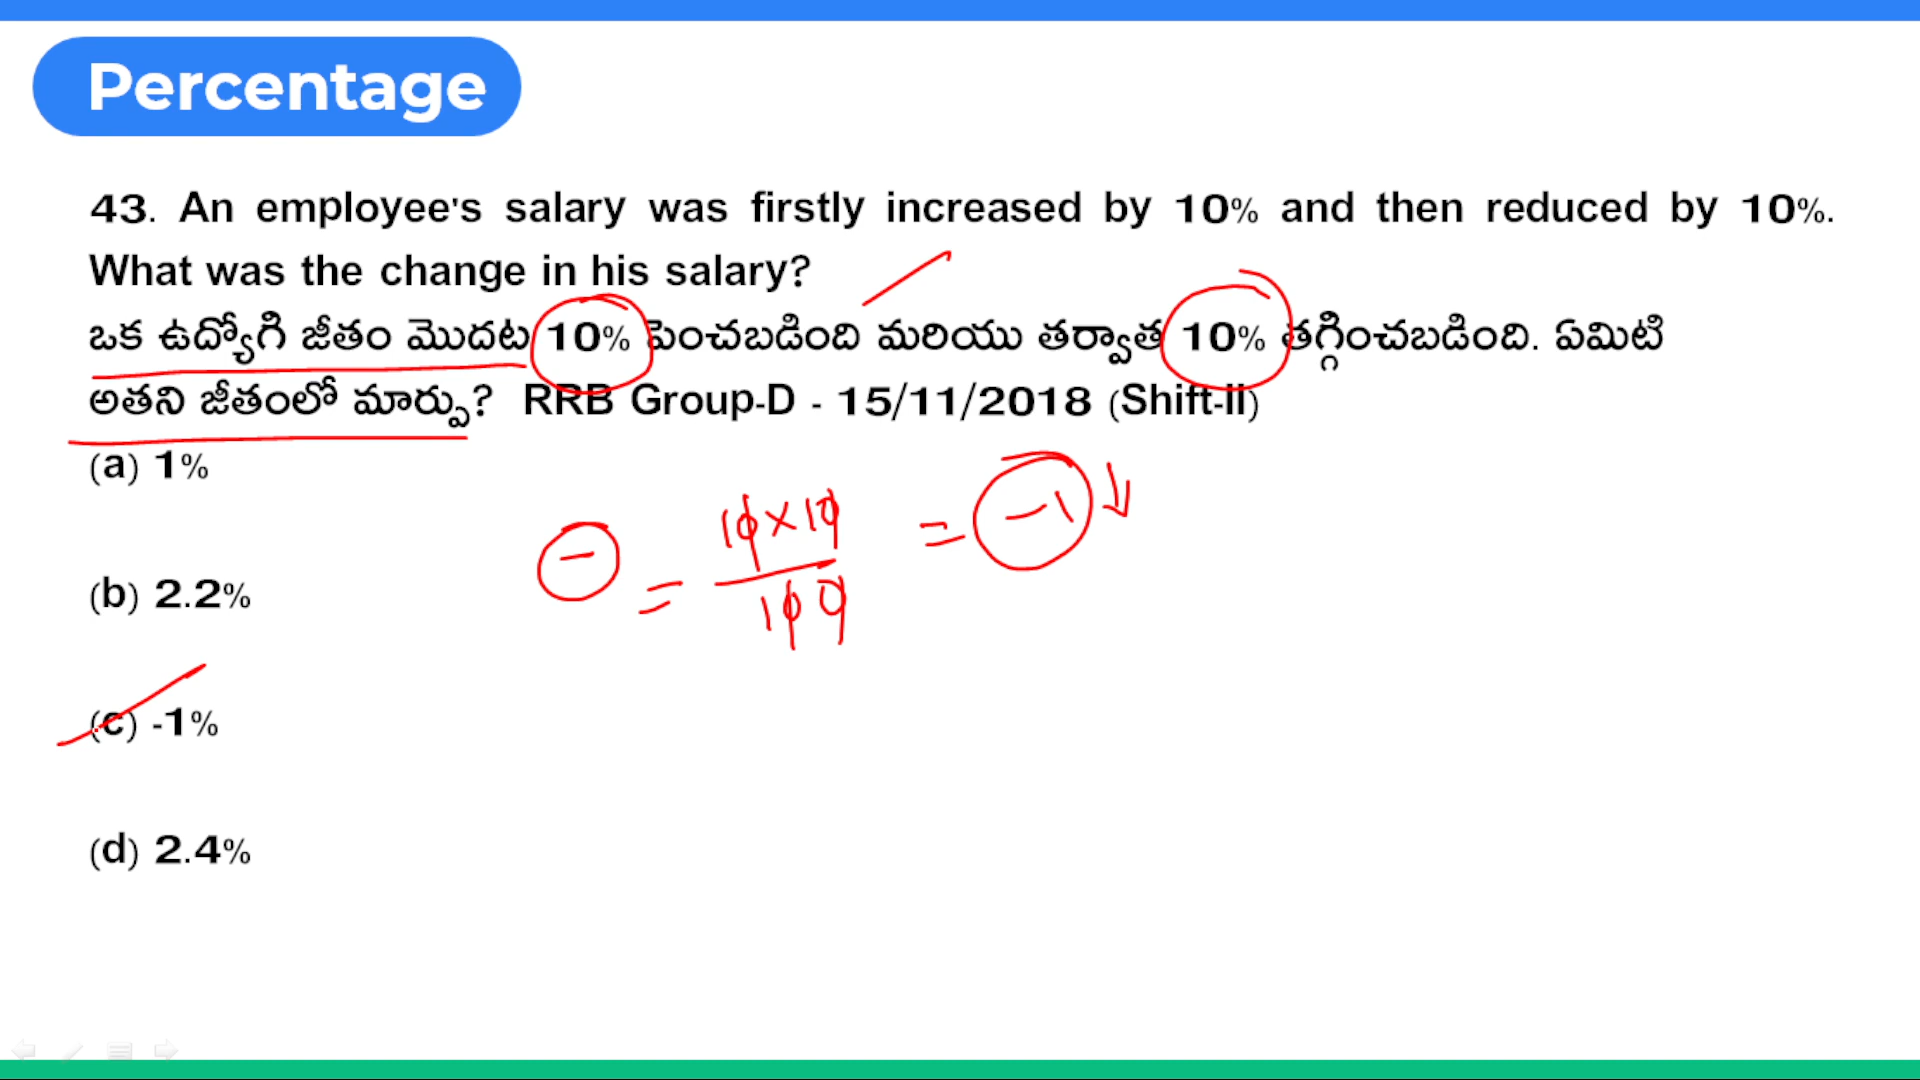 Percentage
43. An employee's salary was firstly increased by 10% and then reduced by 10%.
What was the change in his salary?
ఒక ఉద్యోగి జీతం మొదట 10% పెంచబడింది మరియు తర్వాత 10% తగ్గించబడింది. ఏమిటి
అతని జీతంలో మార్పు? RRB Group-D - 15/11/2018 (Shift-II)
(a) 1%
− = 10 × 10 / 100 = −1 ↓
(b) 2.2%
(c) -1%
(d) 2.4%